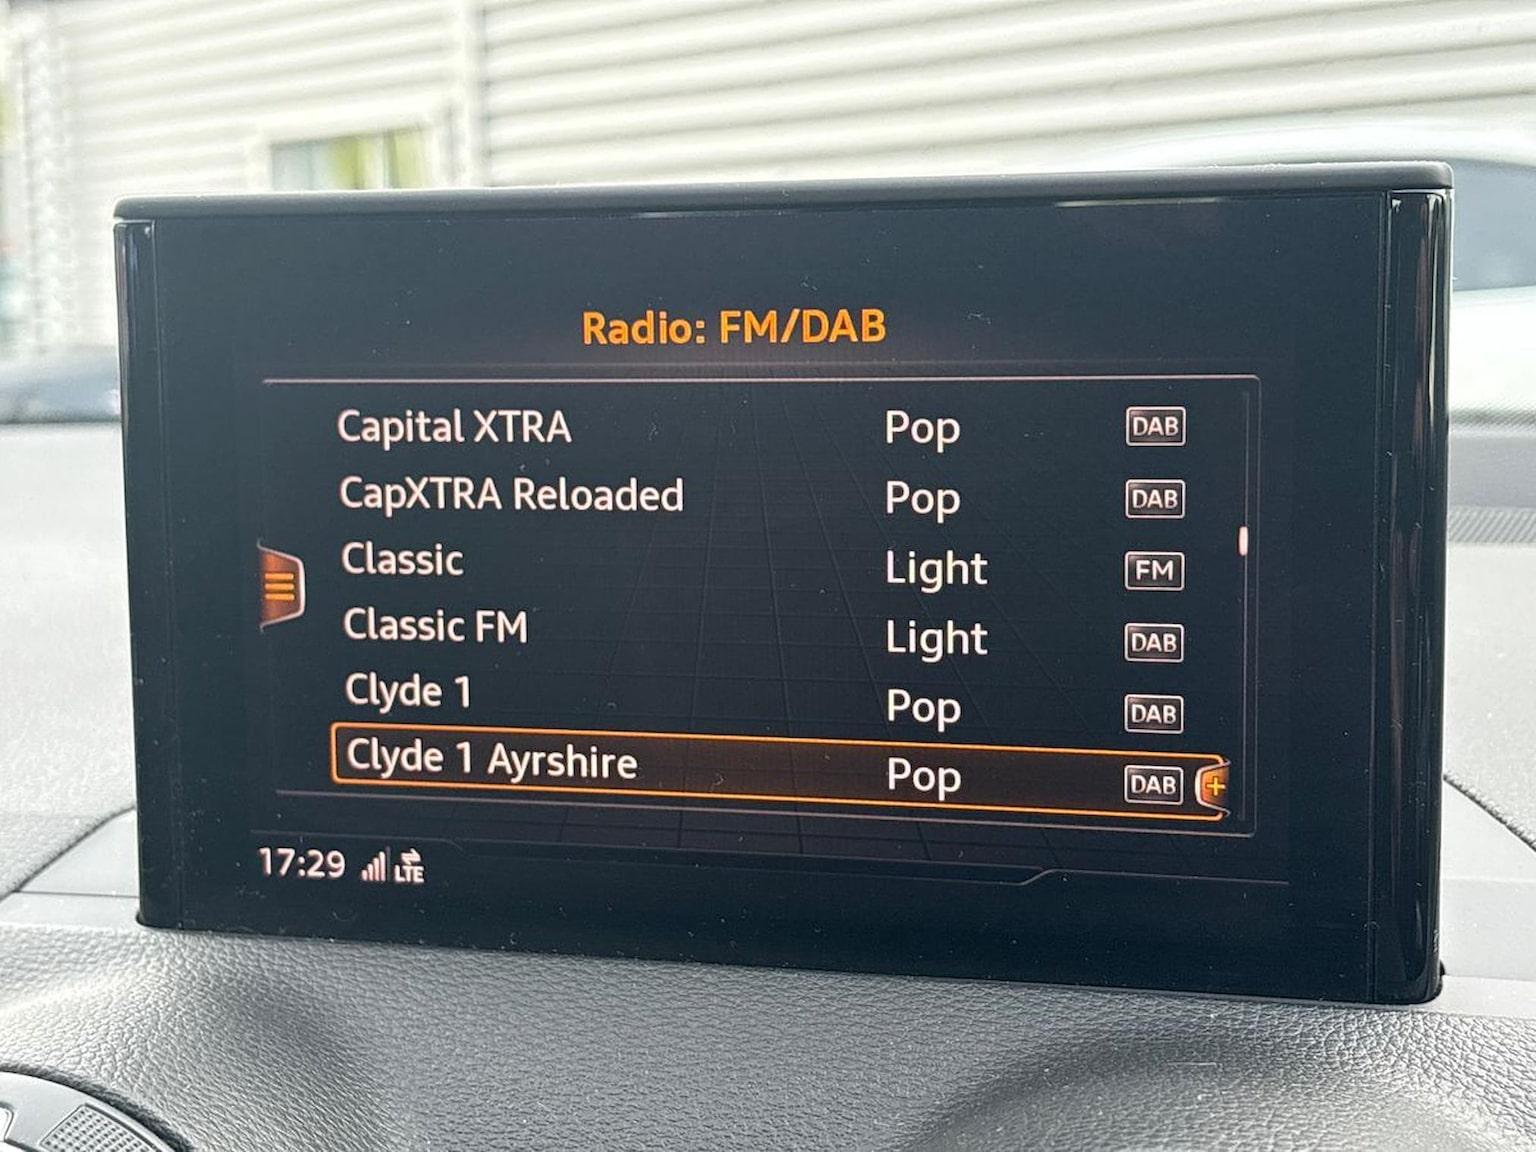 Radio: FM/DAB
Capital XTRA Pop DAB
CapXTRA Reloaded Pop DAB
Classic Light FM
Classic FM Light DAB
Clyde 1 Pop DAB
Clyde 1 Ayrshire Pop DAB +
17:29 LTE